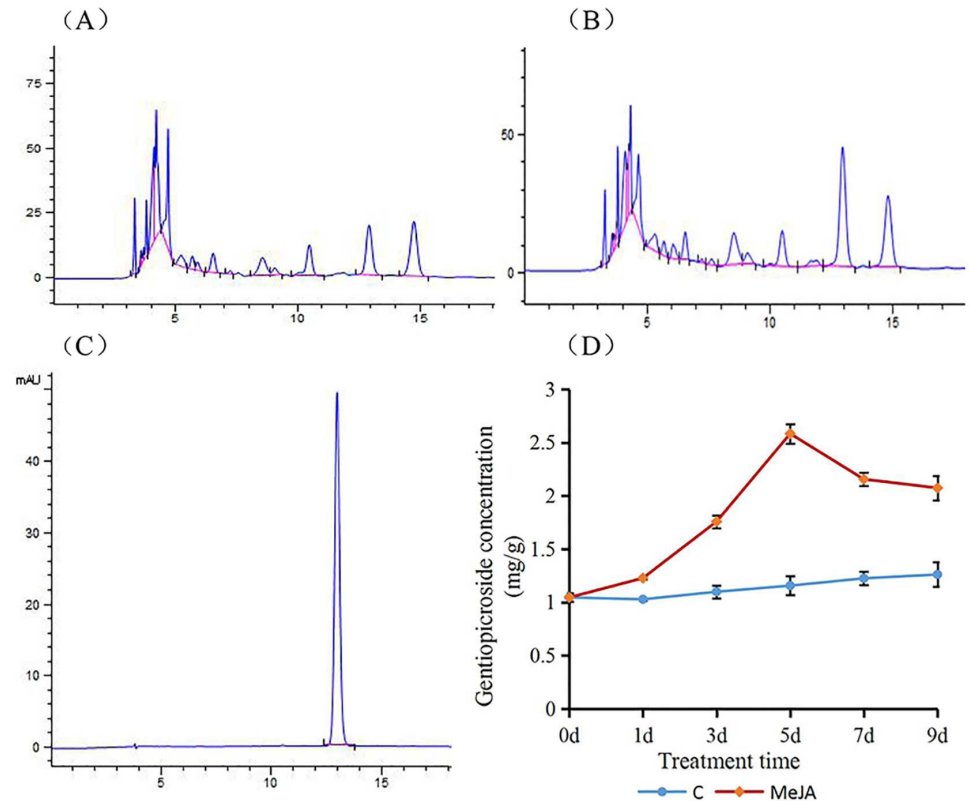 (A)
75
50
25
0
5 10 15
(B)
50
0
5 10 15
(C)
mAU
40
30
20
10
0
5 10 15
(D)
Gentiopicroside concentration
(mg/g)
3
2.5
2
1.5
1
0.5
0
0d 1d 3d 5d 7d 9d
Treatment time
C MeJA